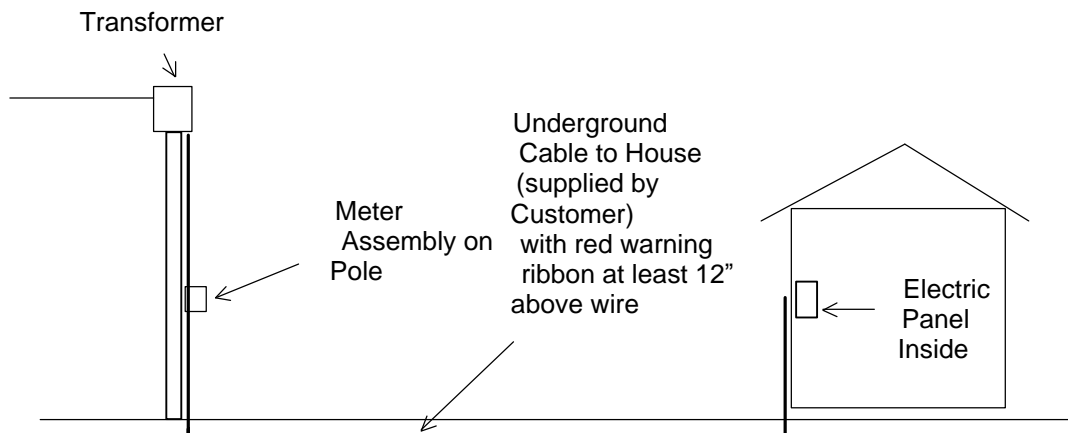 Transformer
Underground
Cable to House
(supplied by
Customer)
with red warning
ribbon at least 12”
above wire
Meter
Assembly on
Pole
Electric
Panel
Inside